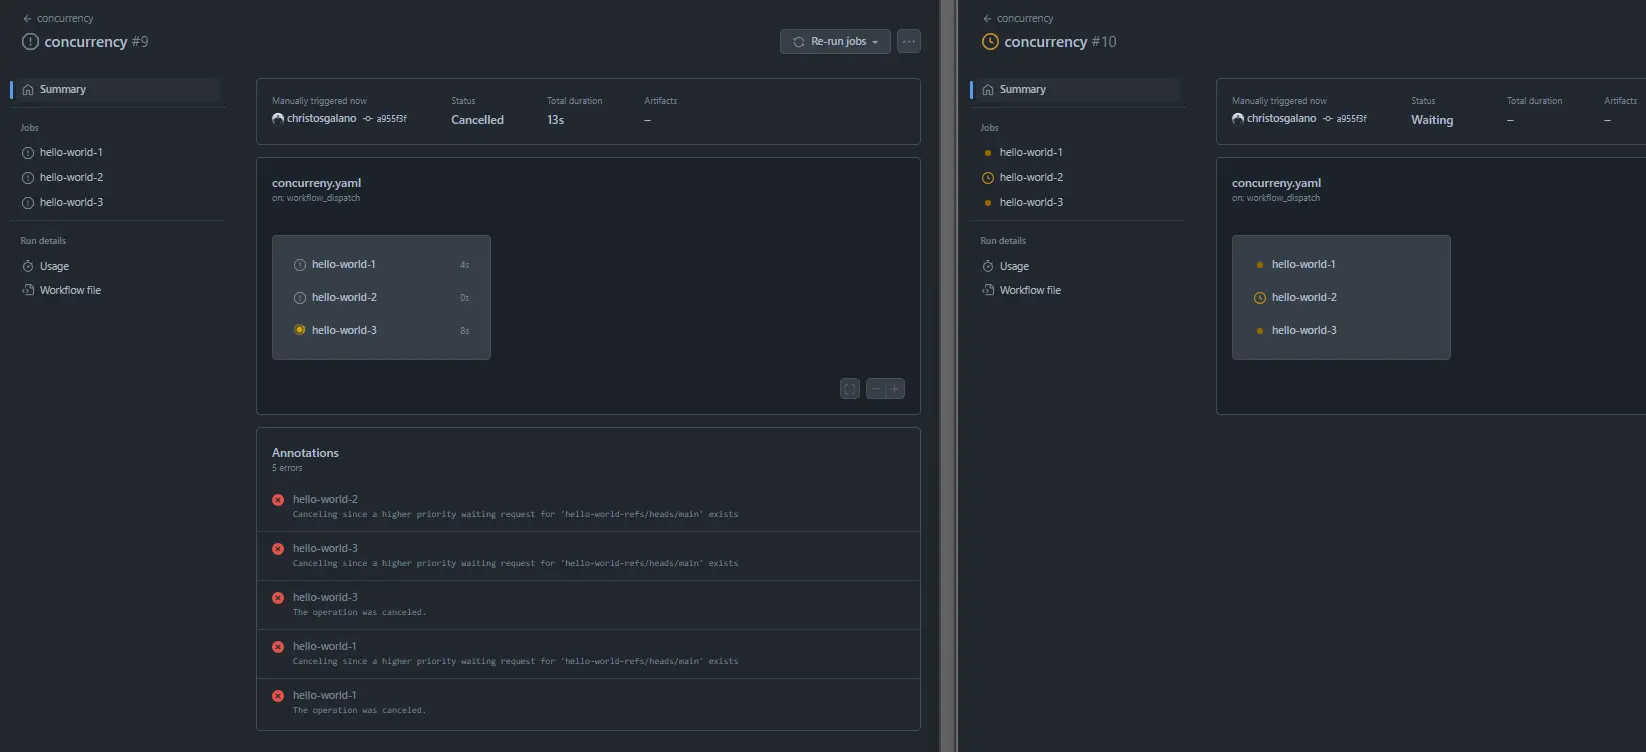 concurrency
concurrency #9
Re-run jobs
Summary
Jobs
hello-world-1
hello-world-2
hello-world-3
Run details
Usage
Workflow file
Manually triggered now
christosgalano a955f3f
Status
Cancelled
Total duration
13s
Artifacts
–
concurreny.yaml
on: workflow_dispatch
hello-world-1 4s
hello-world-2 0s
hello-world-3 8s
Annotations
5 errors
hello-world-2
Canceling since a higher priority waiting request for 'hello-world-refs/heads/main' exists
hello-world-3
Canceling since a higher priority waiting request for 'hello-world-refs/heads/main' exists
hello-world-3
The operation was canceled.
hello-world-1
Canceling since a higher priority waiting request for 'hello-world-refs/heads/main' exists
hello-world-1
The operation was canceled.
concurrency
concurrency #10
Summary
Jobs
hello-world-1
hello-world-2
hello-world-3
Run details
Usage
Workflow file
Manually triggered now
christosgalano a955f3f
Status
Waiting
Total duration
–
Artifacts
–
concurreny.yaml
on: workflow_dispatch
hello-world-1
hello-world-2
hello-world-3